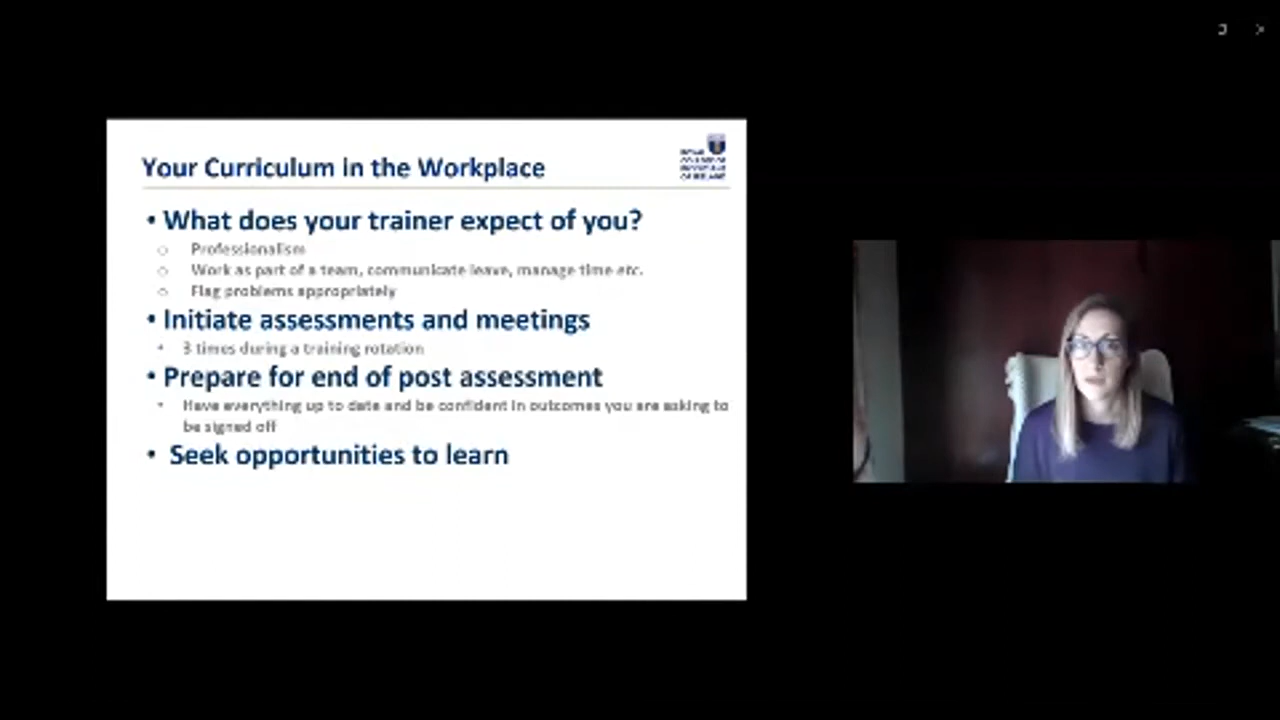 Your Curriculum in the Workplace
• What does your trainer expect of you?
○ Professionalism
○ Work as part of a team, communicate leave, manage time etc.
○ Flag problems appropriately
• Initiate assessments and meetings
• 3 times during a training rotation
• Prepare for end of post assessment
• Have everything up to date and be confident in outcomes you are asking to
be signed off
• Seek opportunities to learn